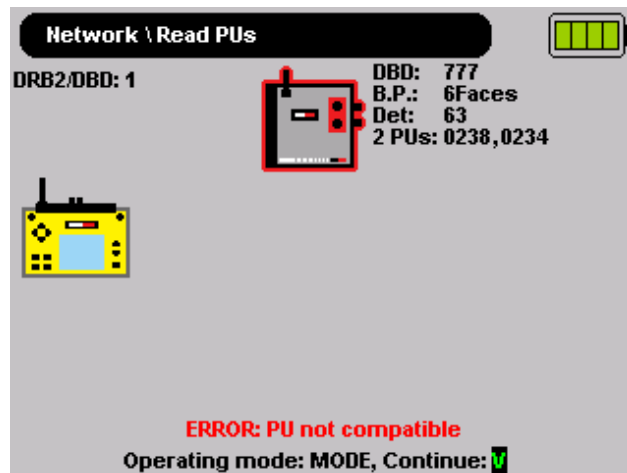 Network \ Read PUs
DRB2/DBD: 1
DBD: 777
B.P.: 6Faces
Det: 63
2 PUs: 0238,0234
ERROR: PU not compatible
Operating mode: MODE, Continue: V